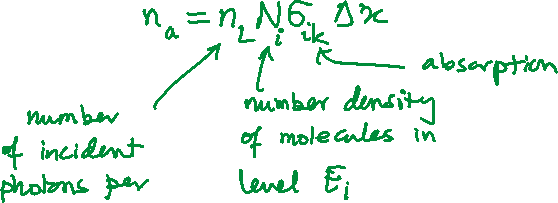 n_a = n_L N_i σ_ik Δx
absorption
number
of incident
photons per
number density
of molecules in
level E_i